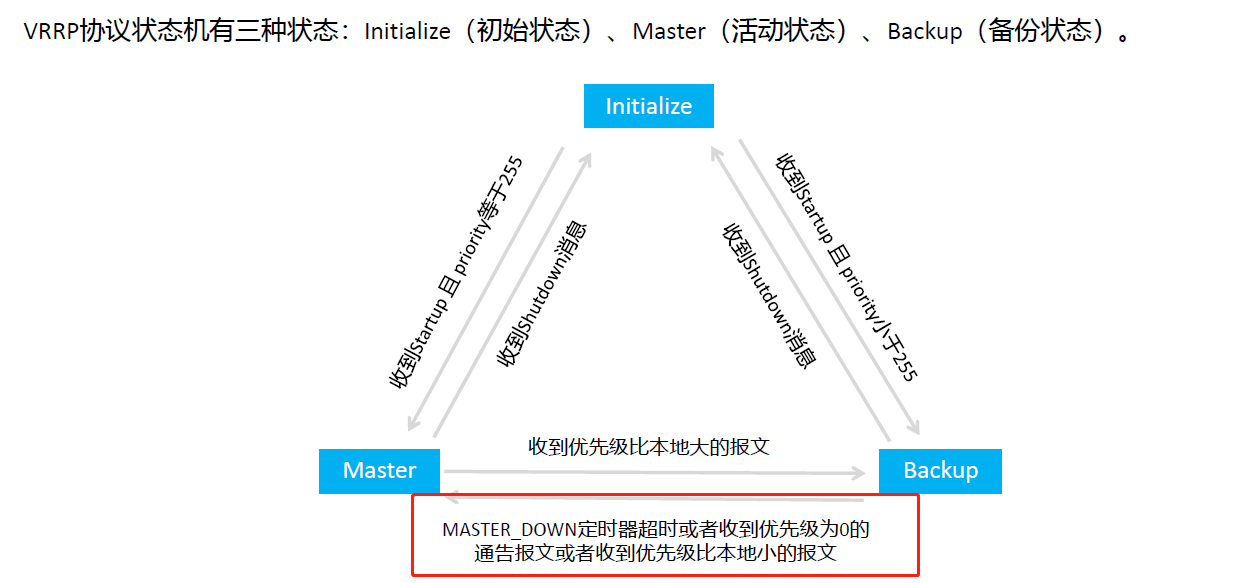 VRRP协议状态机有三种状态：Initialize（初始状态）、Master（活动状态）、Backup（备份状态）。
Initialize
收到Startup 且 priority等于255
收到Shutdown消息
收到Shutdown消息
收到Startup 且 priority小于255
收到优先级比本地大的报文
Master
Backup
MASTER_DOWN定时器超时或者收到优先级为0的
通告报文或者收到优先级比本地小的报文